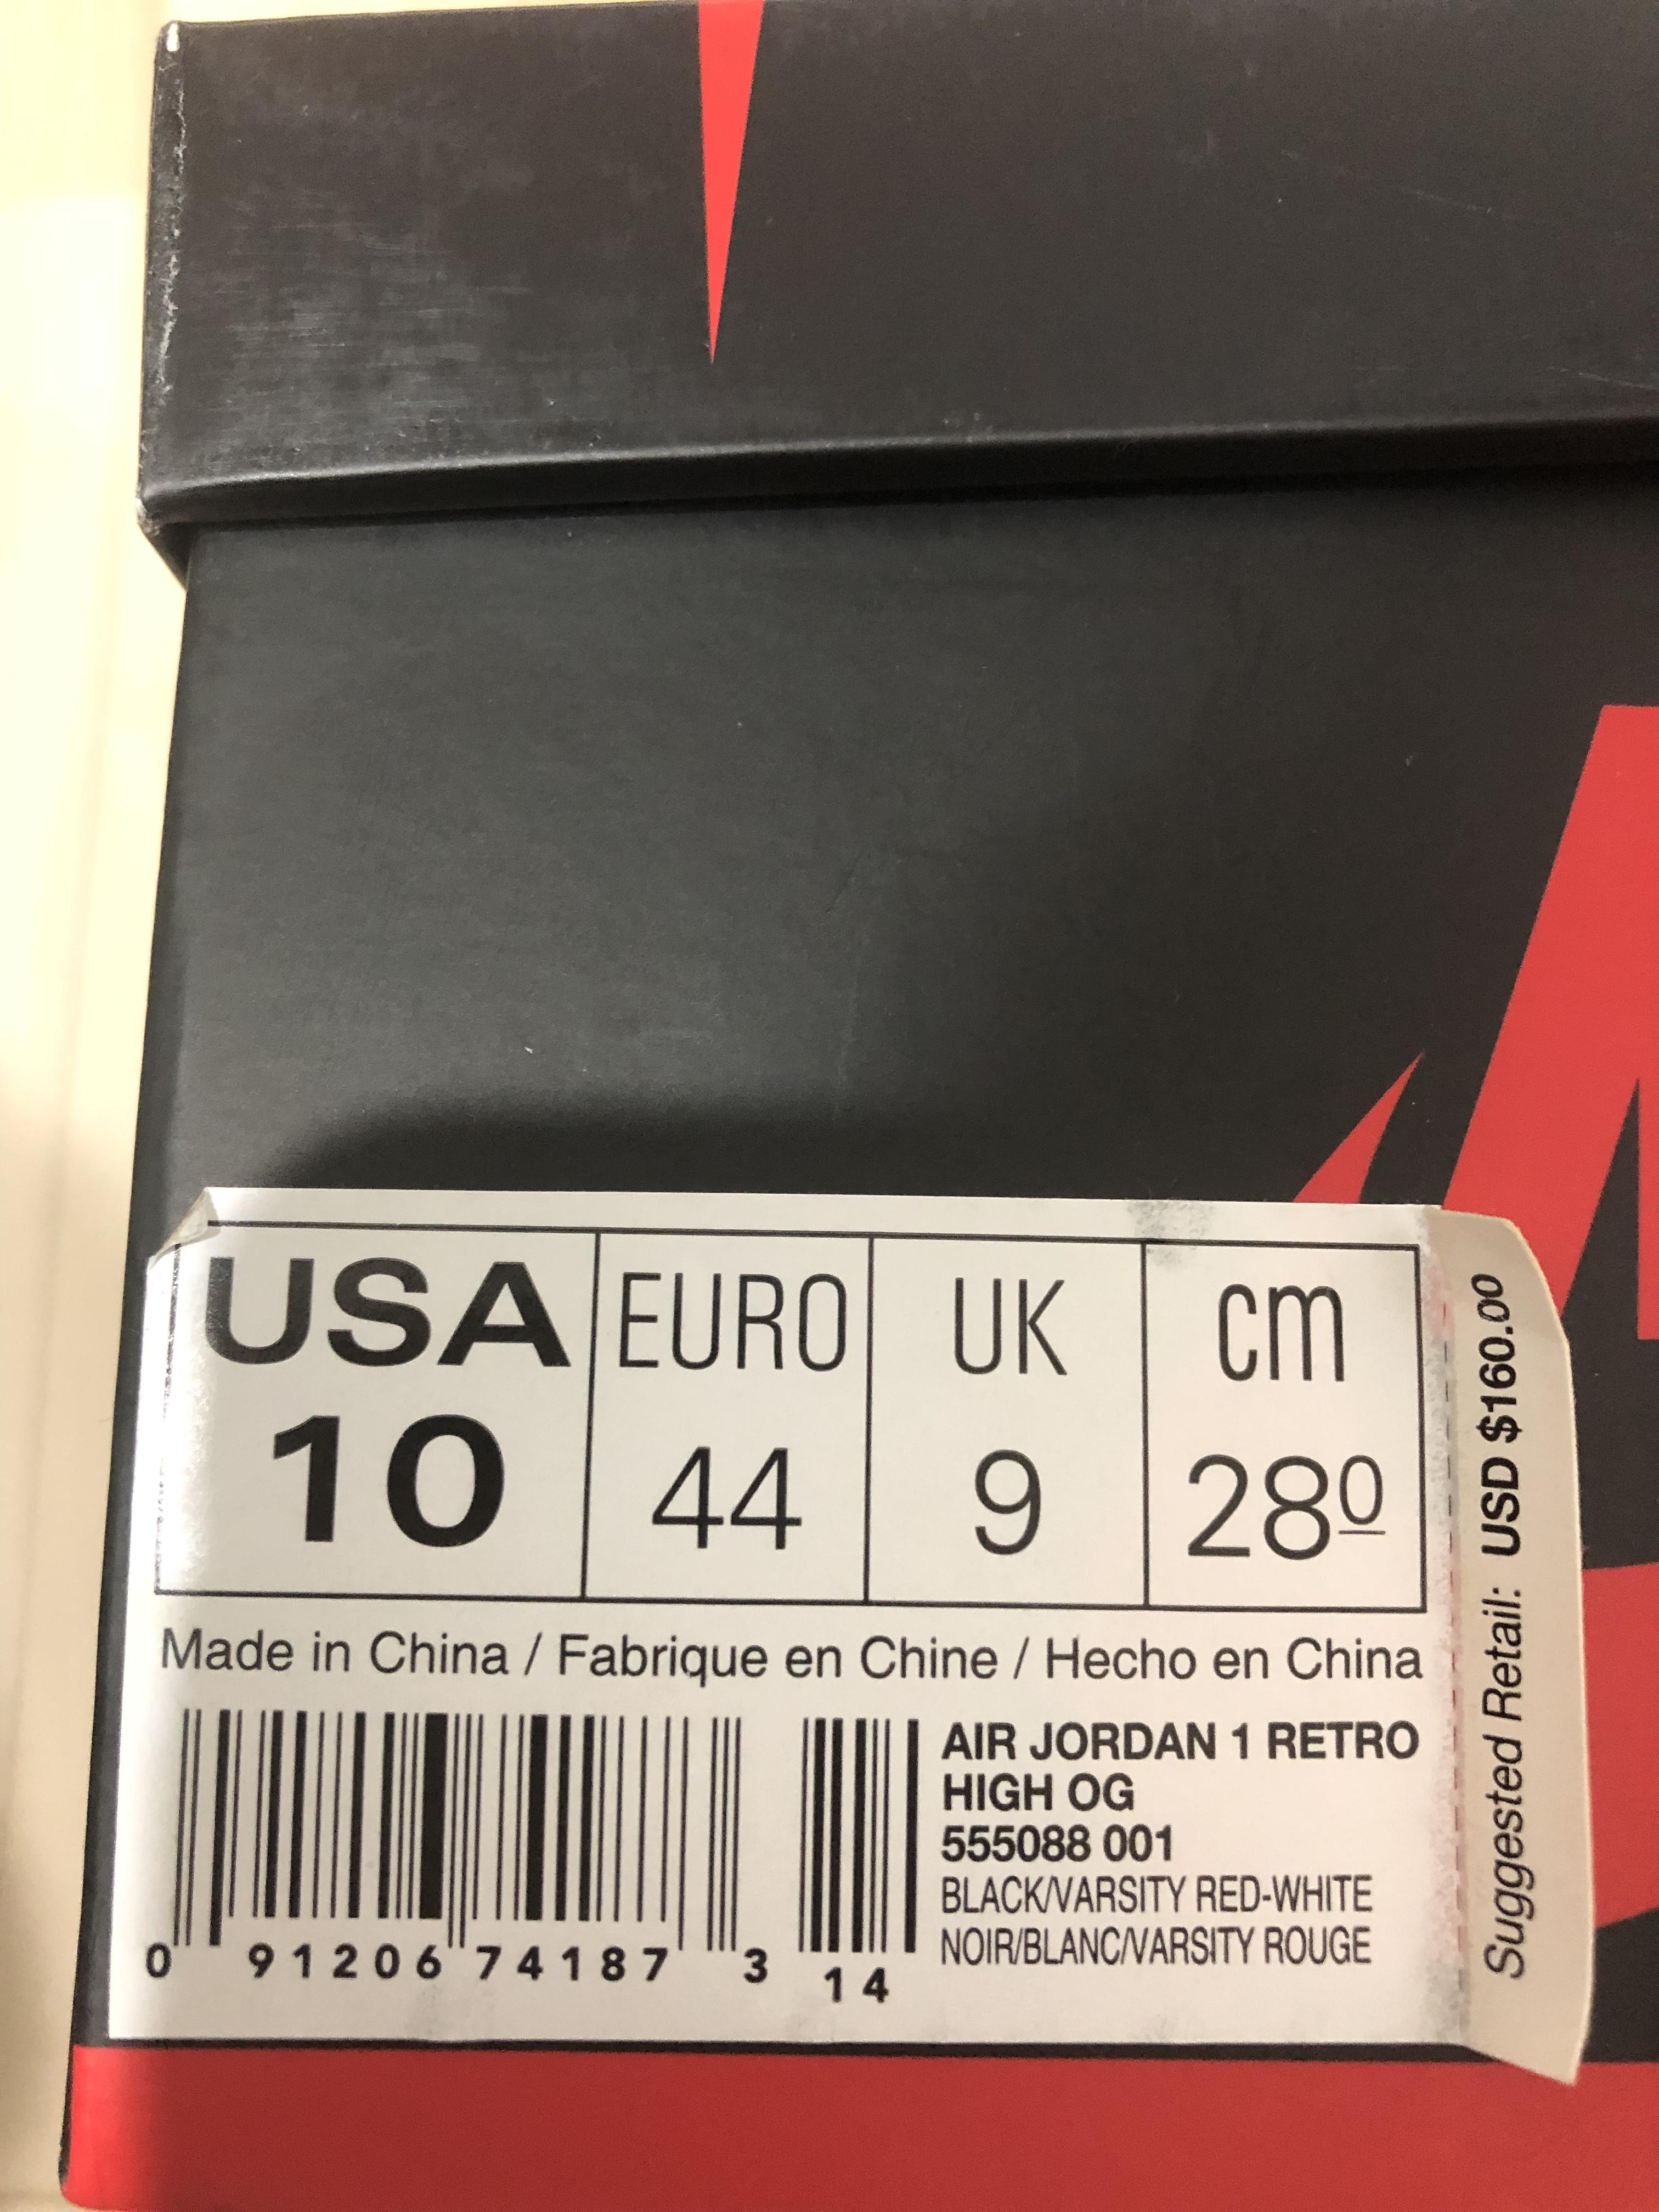 USA EURO UK cm
10 44 9 280
Made in China / Fabrique en Chine / Hecho en China
AIR JORDAN 1 RETRO
HIGH OG
555088 001
BLACK/VARSITY RED-WHITE
NOIR/BLANC/VARSITY ROUGE
0 91206 74187 3 14
Suggested Retail: USD $160.00